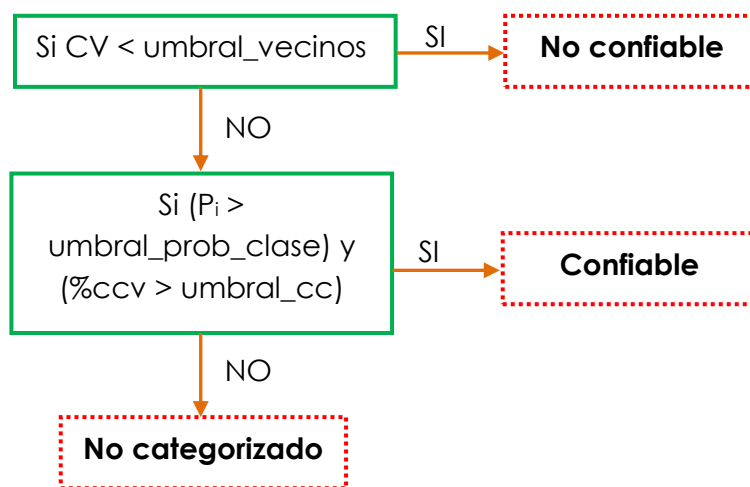 Si CV < umbral_vecinos
SI
No confiable
NO
Si (Pᵢ >
umbral_prob_clase) y
(%ccv > umbral_cc)
SI
Confiable
NO
No categorizado